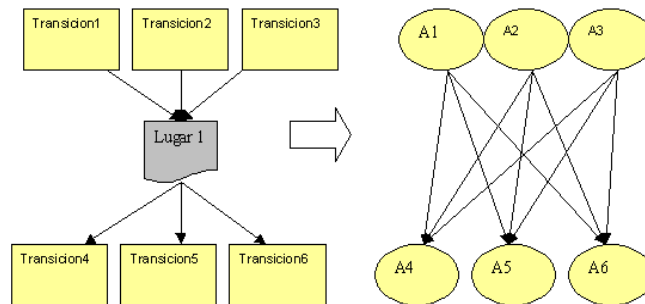 Transicion1
Transicion2
Transicion3
Lugar 1
Transicion4
Transicion5
Transicion6
A1
A2
A3
A4
A5
A6